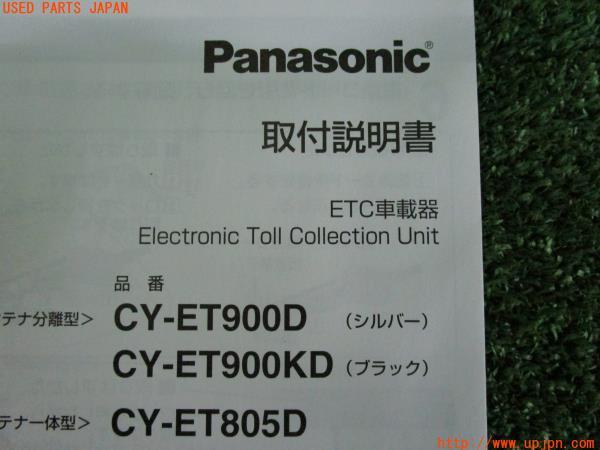 USED PARTS JAPAN
Panasonic®
取付説明書
ETC車載器
Electronic Toll Collection Unit
品番
テナ分離型> CY-ET900D (シルバー)
CY-ET900KD (ブラック)
テナ一体型> CY-ET805D
http://www.upjpn.com/